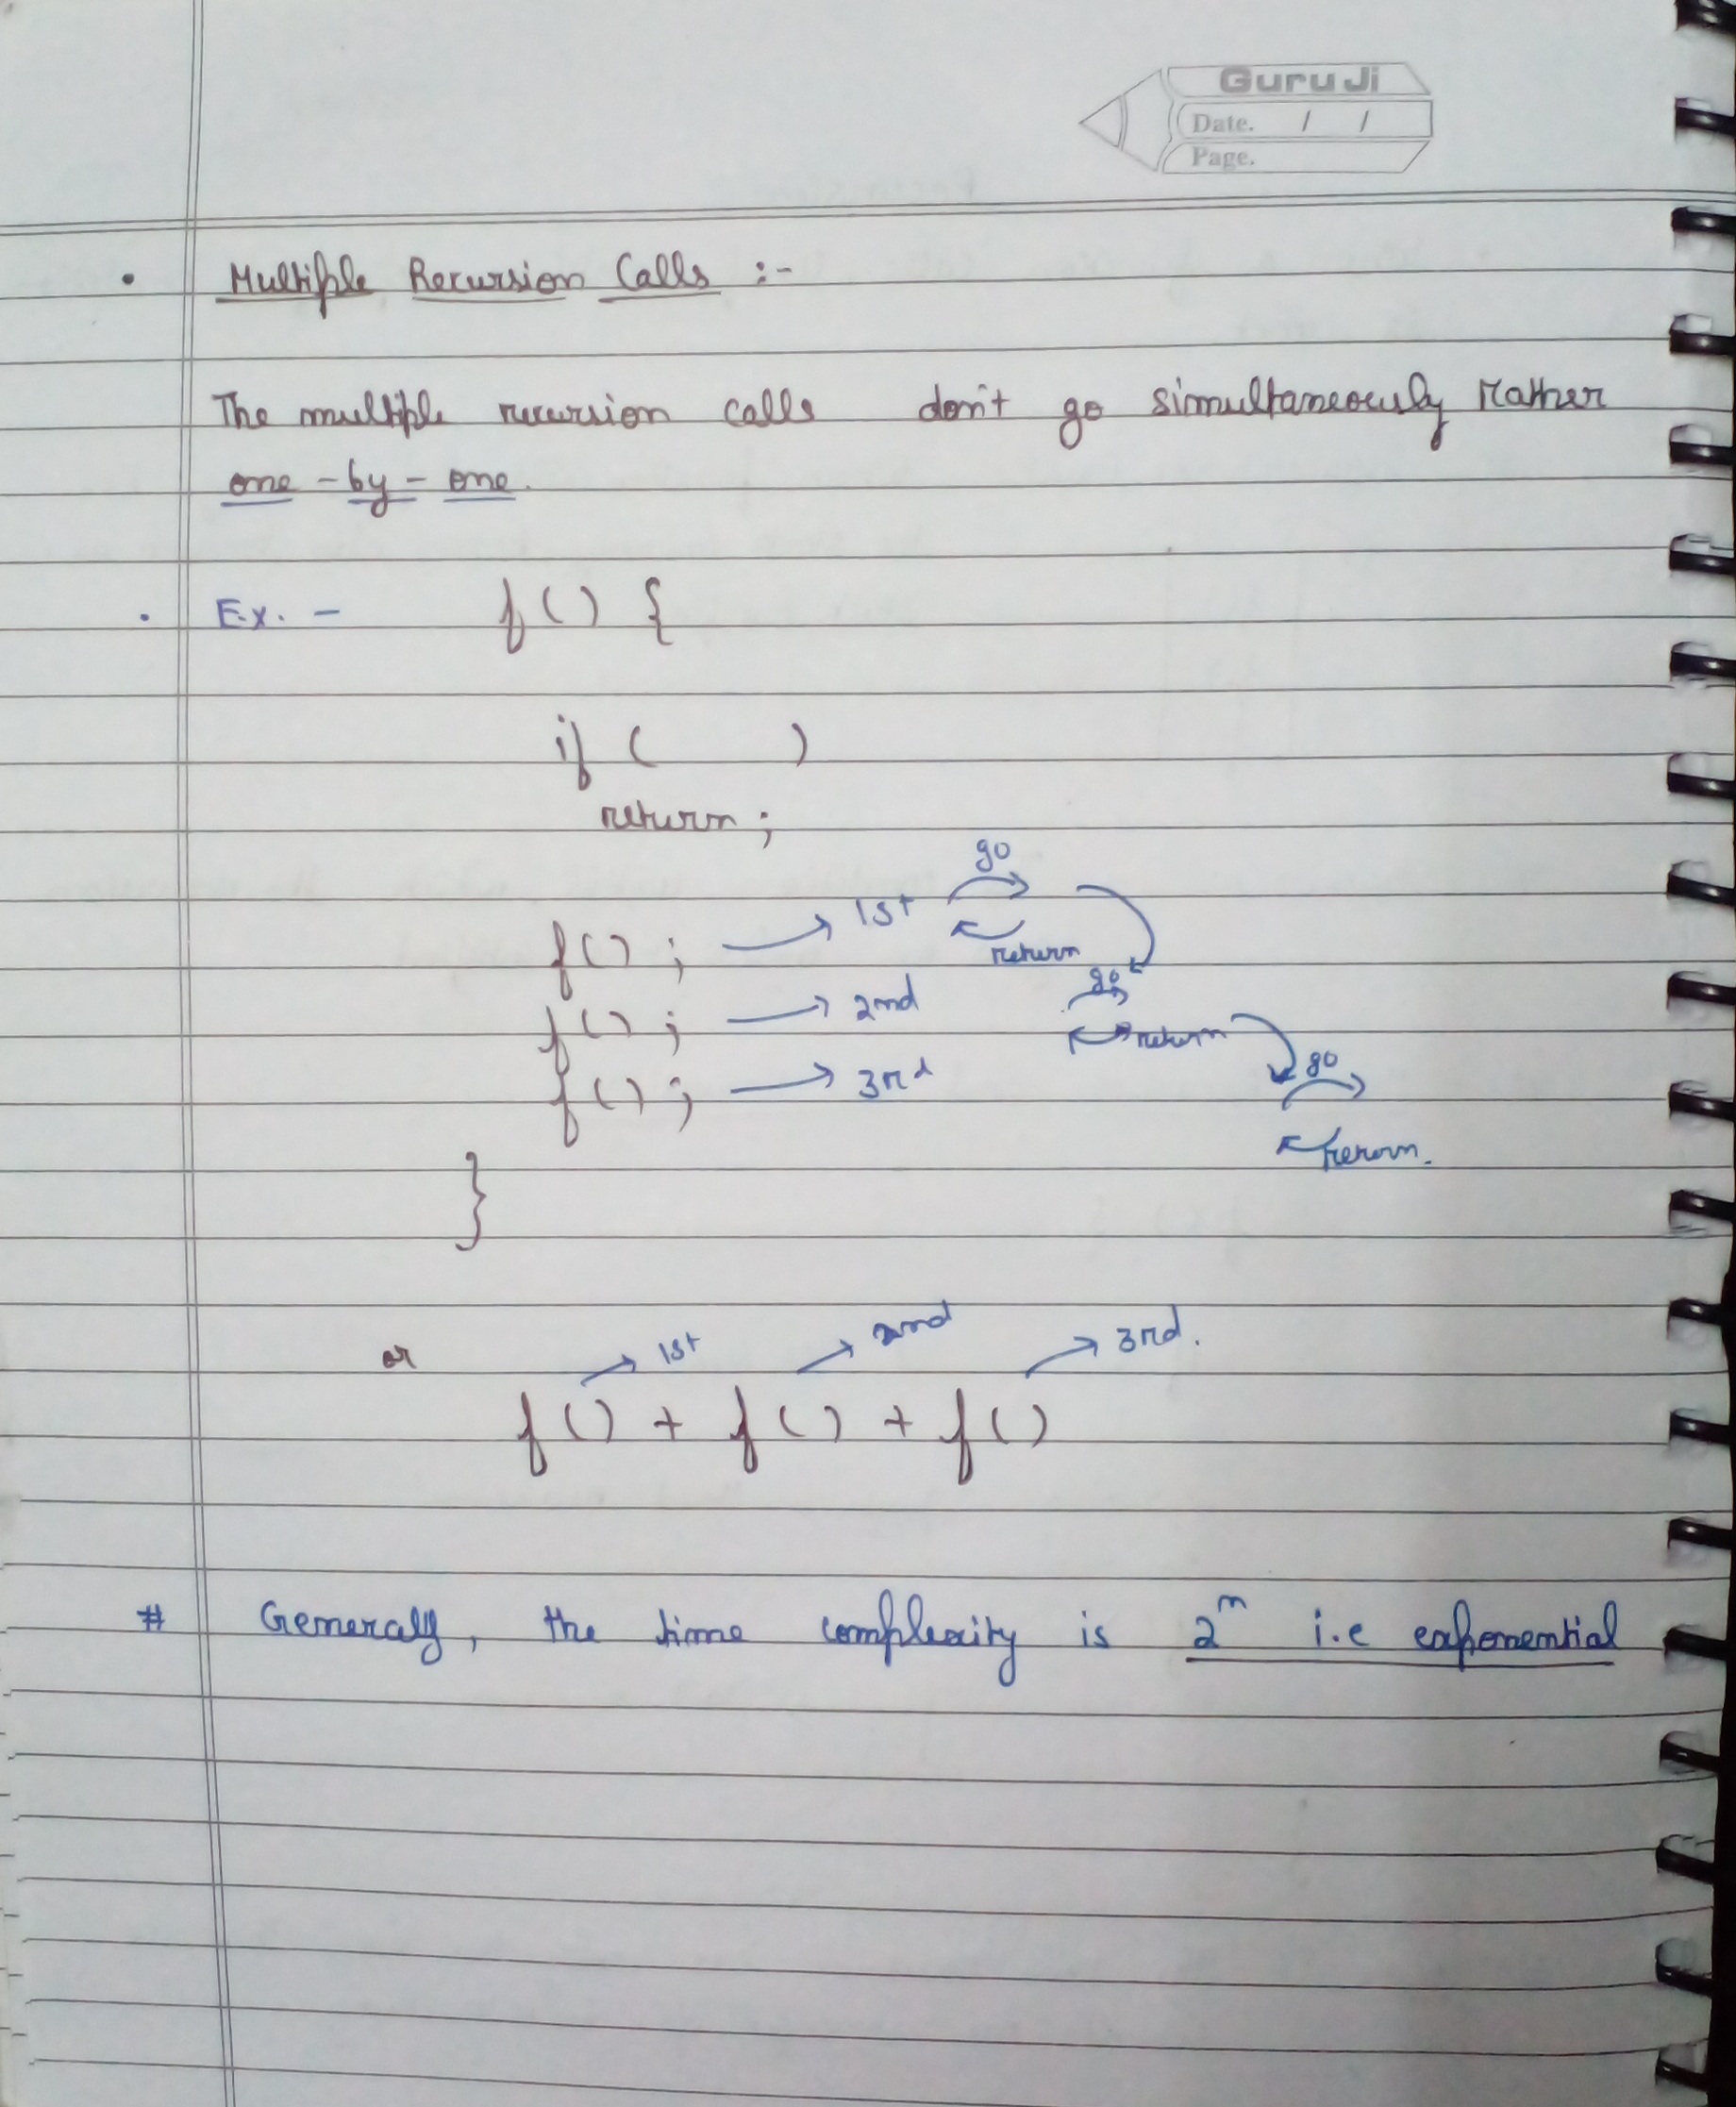 Guru Ji
Date. / /
Page.
• Multiple Recursion Calls :-
The multiple recursion calls don't go simultaneously rather
one - by - one.
• Ex. - f ( ) {
if ( )
return ;
go
f ( ) ; → 1st
return
go
f ( ) ; → 2nd
return
go
f ( ) ; → 3rd
return.
}
or → 1st → 2nd → 3rd.
f ( ) + f ( ) + f ( )
# Generally, the time complexity is 2^n i.e exponential